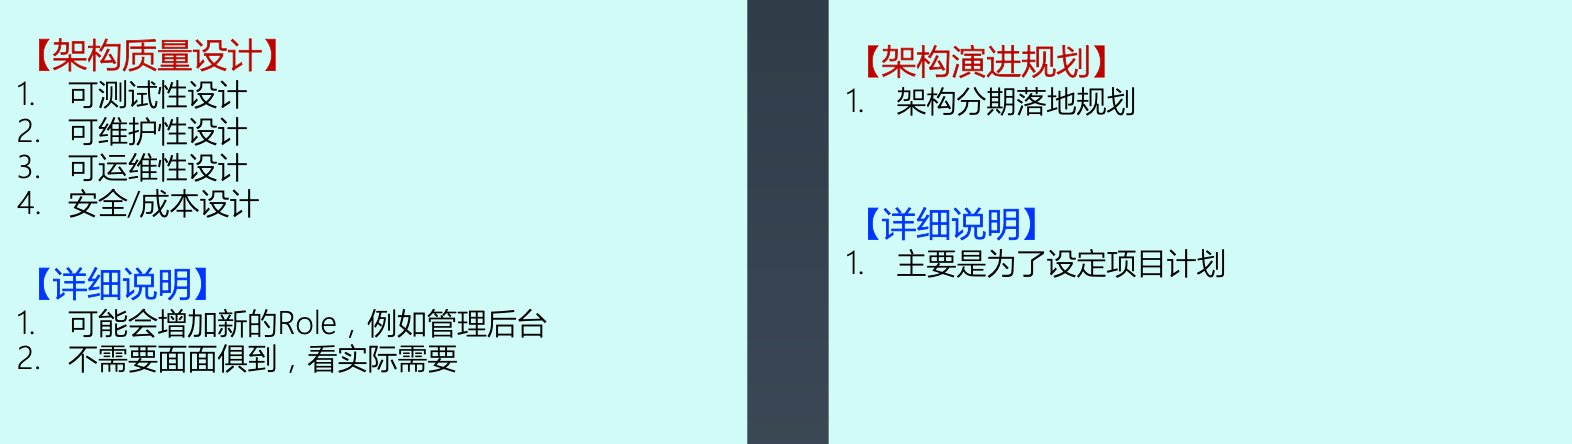 【架构质量设计】
1. 可测试性设计
2. 可维护性设计
3. 可运维性设计
4. 安全/成本设计
【详细说明】
1. 可能会增加新的Role，例如管理后台
2. 不需要面面俱到，看实际需要
【架构演进规划】
1. 架构分期落地规划
【详细说明】
1. 主要是为了设定项目计划